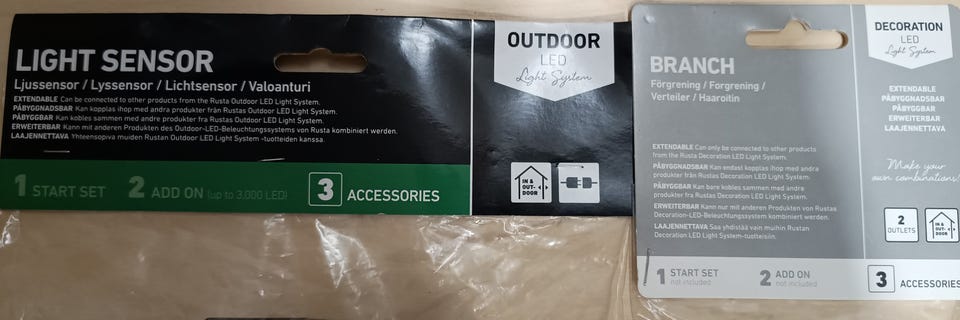 LIGHT SENSOR
Ljussensor / Lyssensor / Lichtsensor / Valoanturi
EXTENDABLE Can be connected to other products from the Rusta Outdoor LED Light System.
PÅBYGGNADSBAR Kan kopplas ihop med andra produkter från Rustas Outdoor LED Light System.
PÅBYGGBAR Kan kobles sammen med andre produkter fra Rustas Outdoor LED Light System.
ERWEITERBAR Kann mit anderen Produkten des Outdoor-LED-Beleuchtungssystems von Rusta kombiniert werden.
LAAJENNETTAVA Yhteensopiva muiden Rustan Outdoor LED Light System -tuotteiden kanssa.
1 START SET
2 ADD ON (up to 3,000 LED)
3 ACCESSORIES
OUTDOOR
LED
Light System
IN &
OUT-
DOOR
BRANCH
Förgrening / Forgrening /
Verteiler / Haaroitin
EXTENDABLE Can only be connected to other products
from the Rusta Decoration LED Light System.
PÅBYGGNADSBAR Kan endast kopplas ihop med andra
produkter från Rustas Decoration LED Light System.
PÅBYGGBAR Kan bare kobles sammen med andre
produkter fra Rustas Decoration LED Light System.
ERWEITERBAR Kann nur mit anderen Produkten von Rustas
Decoration-LED-Beleuchtungssystem kombiniert werden.
LAAJENNETTAVA Saa yhdistää vain muihin Rustan
Decoration LED Light System-tuotteisiin.
1 START SET
not included
2 ADD ON
not included
3 ACCESSORIES
DECORATION
LED
Light System
EXTENDABLE
PÅBYGGNADSBAR
PÅBYGGBAR
ERWEITERBAR
LAAJENNETTAVA
Make your
own combinations!
2
OUTLETS
IN &
OUT-
DOOR